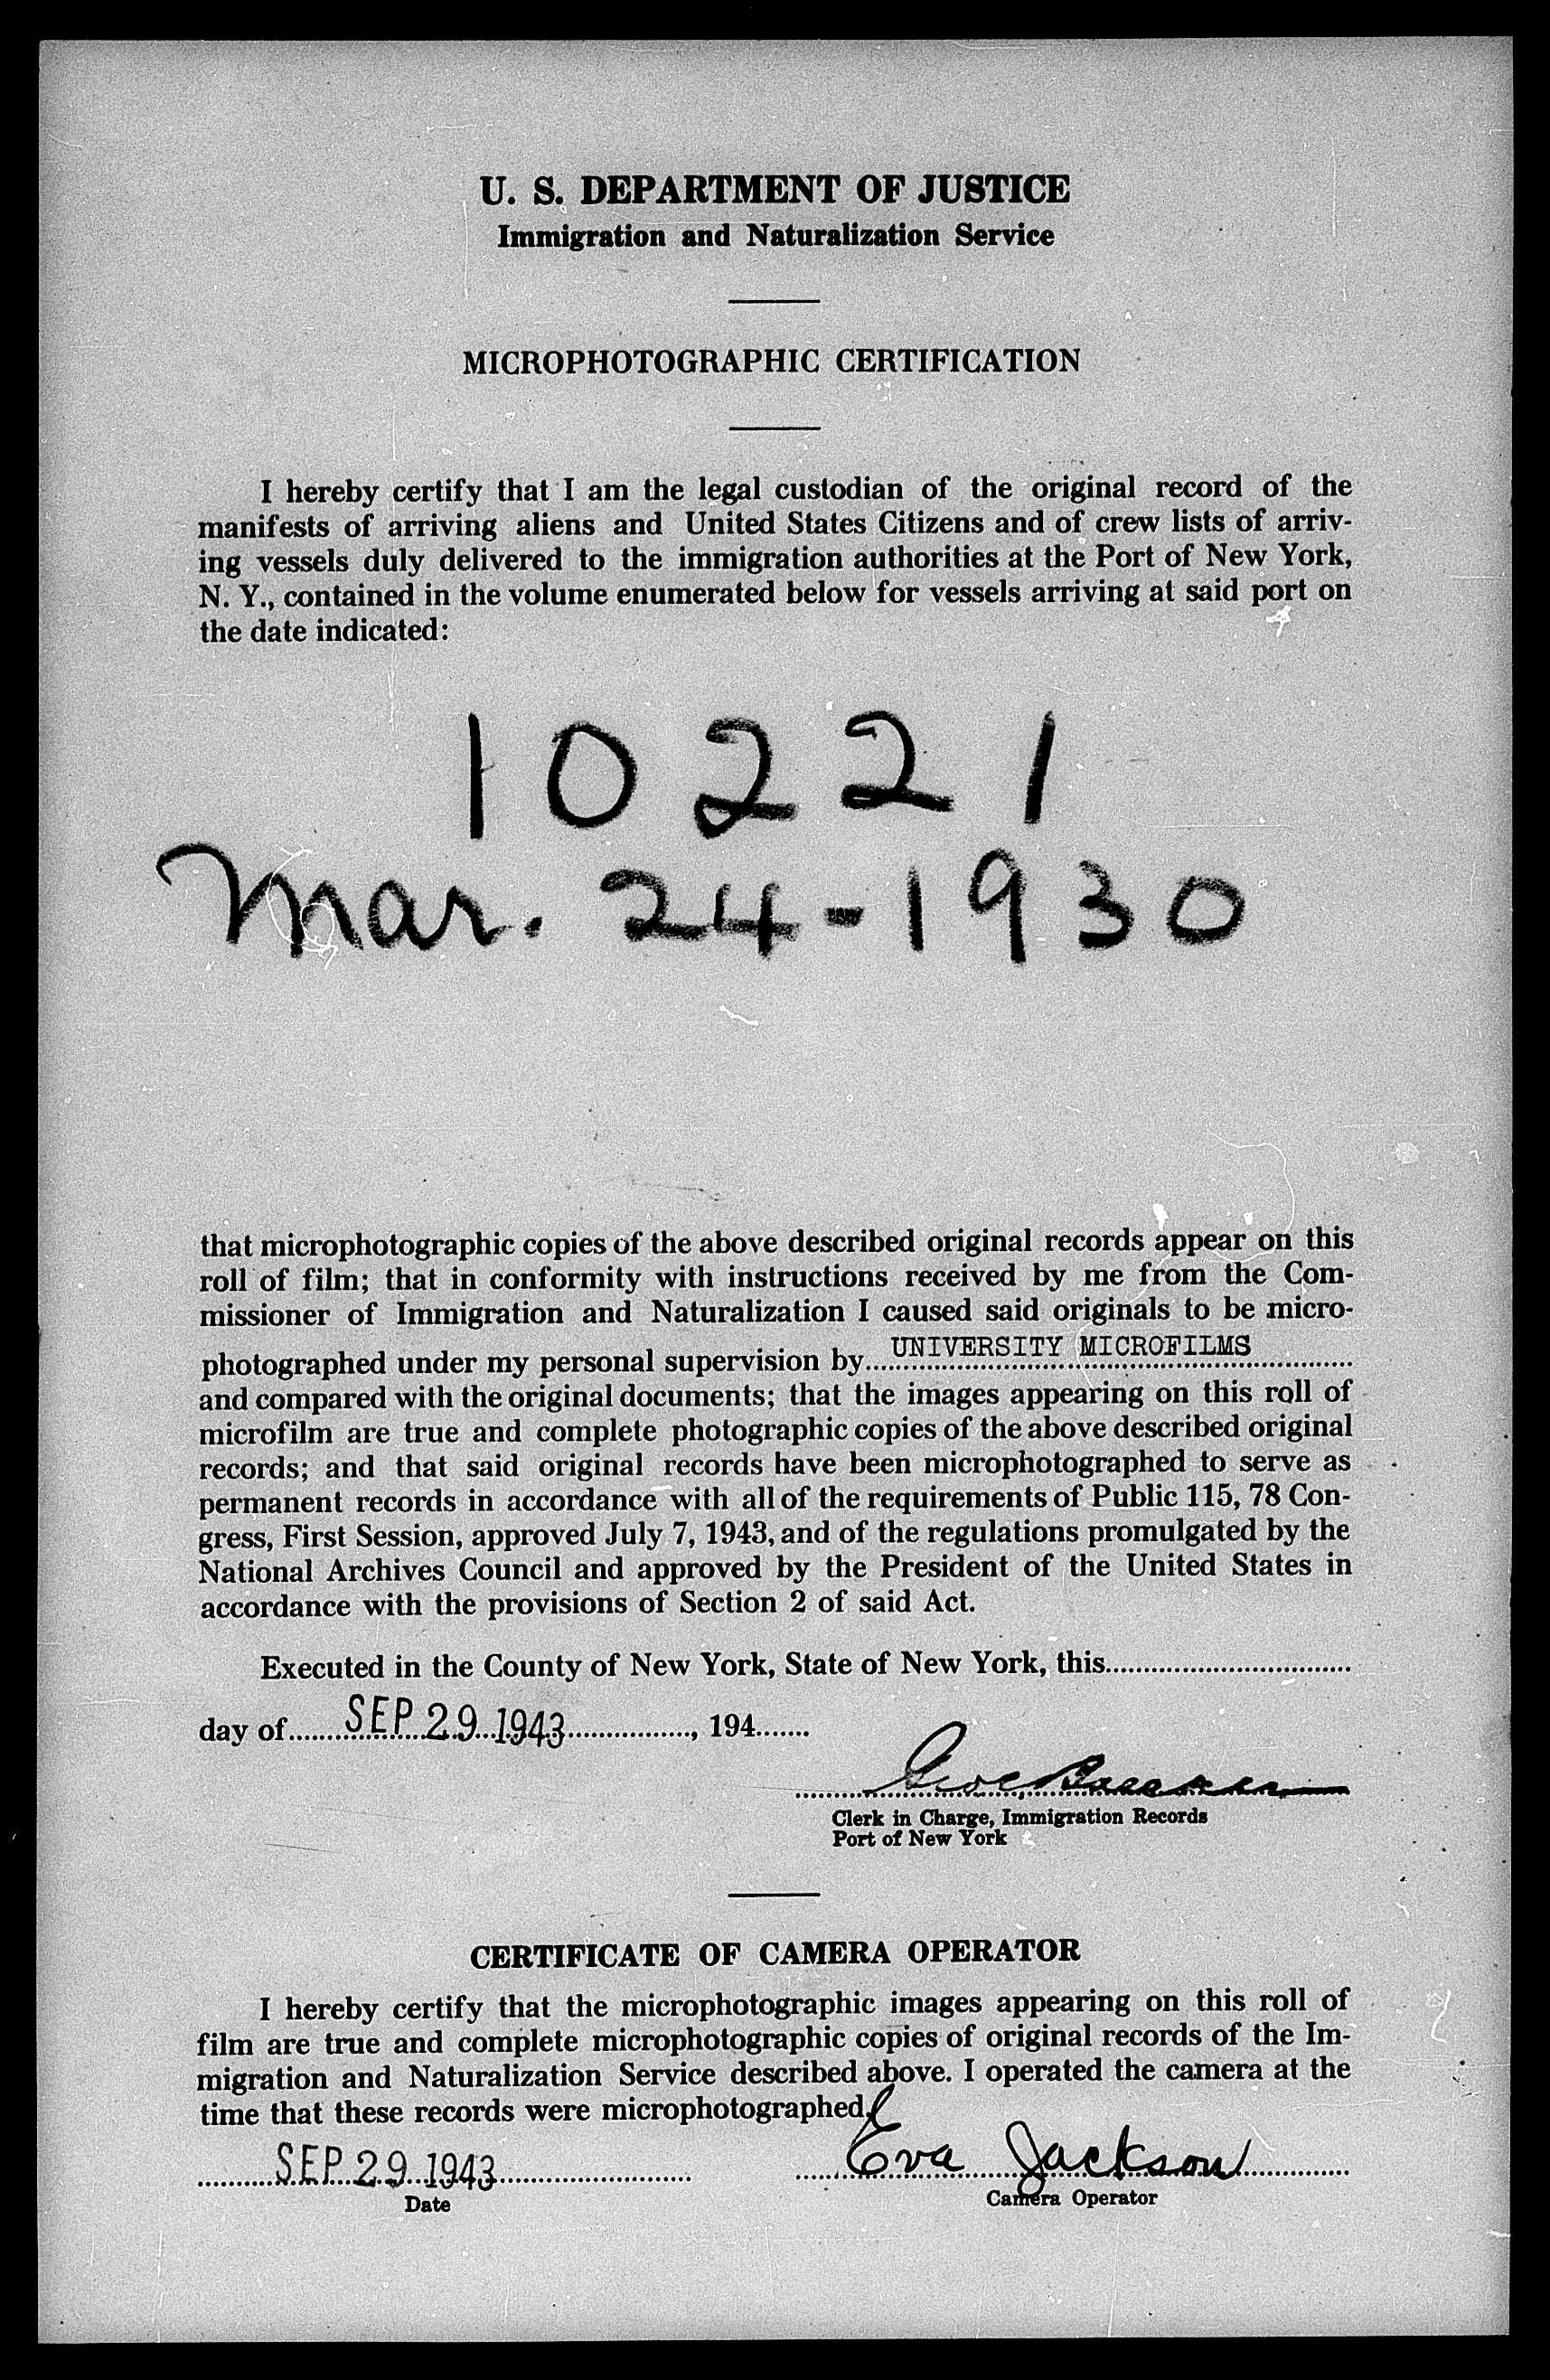 U. S. DEPARTMENT OF JUSTICE
Immigration and Naturalization Service
MICROPHOTOGRAPHIC CERTIFICATION
I hereby certify that I am the legal custodian of the original record of the
manifests of arriving aliens and United States Citizens and of crew lists of arriv-
ing vessels duly delivered to the immigration authorities at the Port of New York,
N. Y., contained in the volume enumerated below for vessels arriving at said port on
the date indicated:
10221
Mar. 24-1930
that microphotographic copies of the above described original records appear on this
roll of film; that in conformity with instructions received by me from the Com-
missioner of Immigration and Naturalization I caused said originals to be micro-
photographed under my personal supervision by UNIVERSITY MICROFILMS
and compared with the original documents; that the images appearing on this roll of
microfilm are true and complete photographic copies of the above described original
records; and that said original records have been microphotographed to serve as
permanent records in accordance with all of the requirements of Public 115, 78 Con-
gress, First Session, approved July 7, 1943, and of the regulations promulgated by the
National Archives Council and approved by the President of the United States in
accordance with the provisions of Section 2 of said Act.
Executed in the County of New York, State of New York, this
day of SEP 29 1943, 194
Clerk in Charge, Immigration Records
Port of New York
CERTIFICATE OF CAMERA OPERATOR
I hereby certify that the microphotographic images appearing on this roll of
film are true and complete microphotographic copies of original records of the Im-
migration and Naturalization Service described above. I operated the camera at the
time that these records were microphotographed.
SEP 29 1943 Eva Jackson
Date Camera Operator